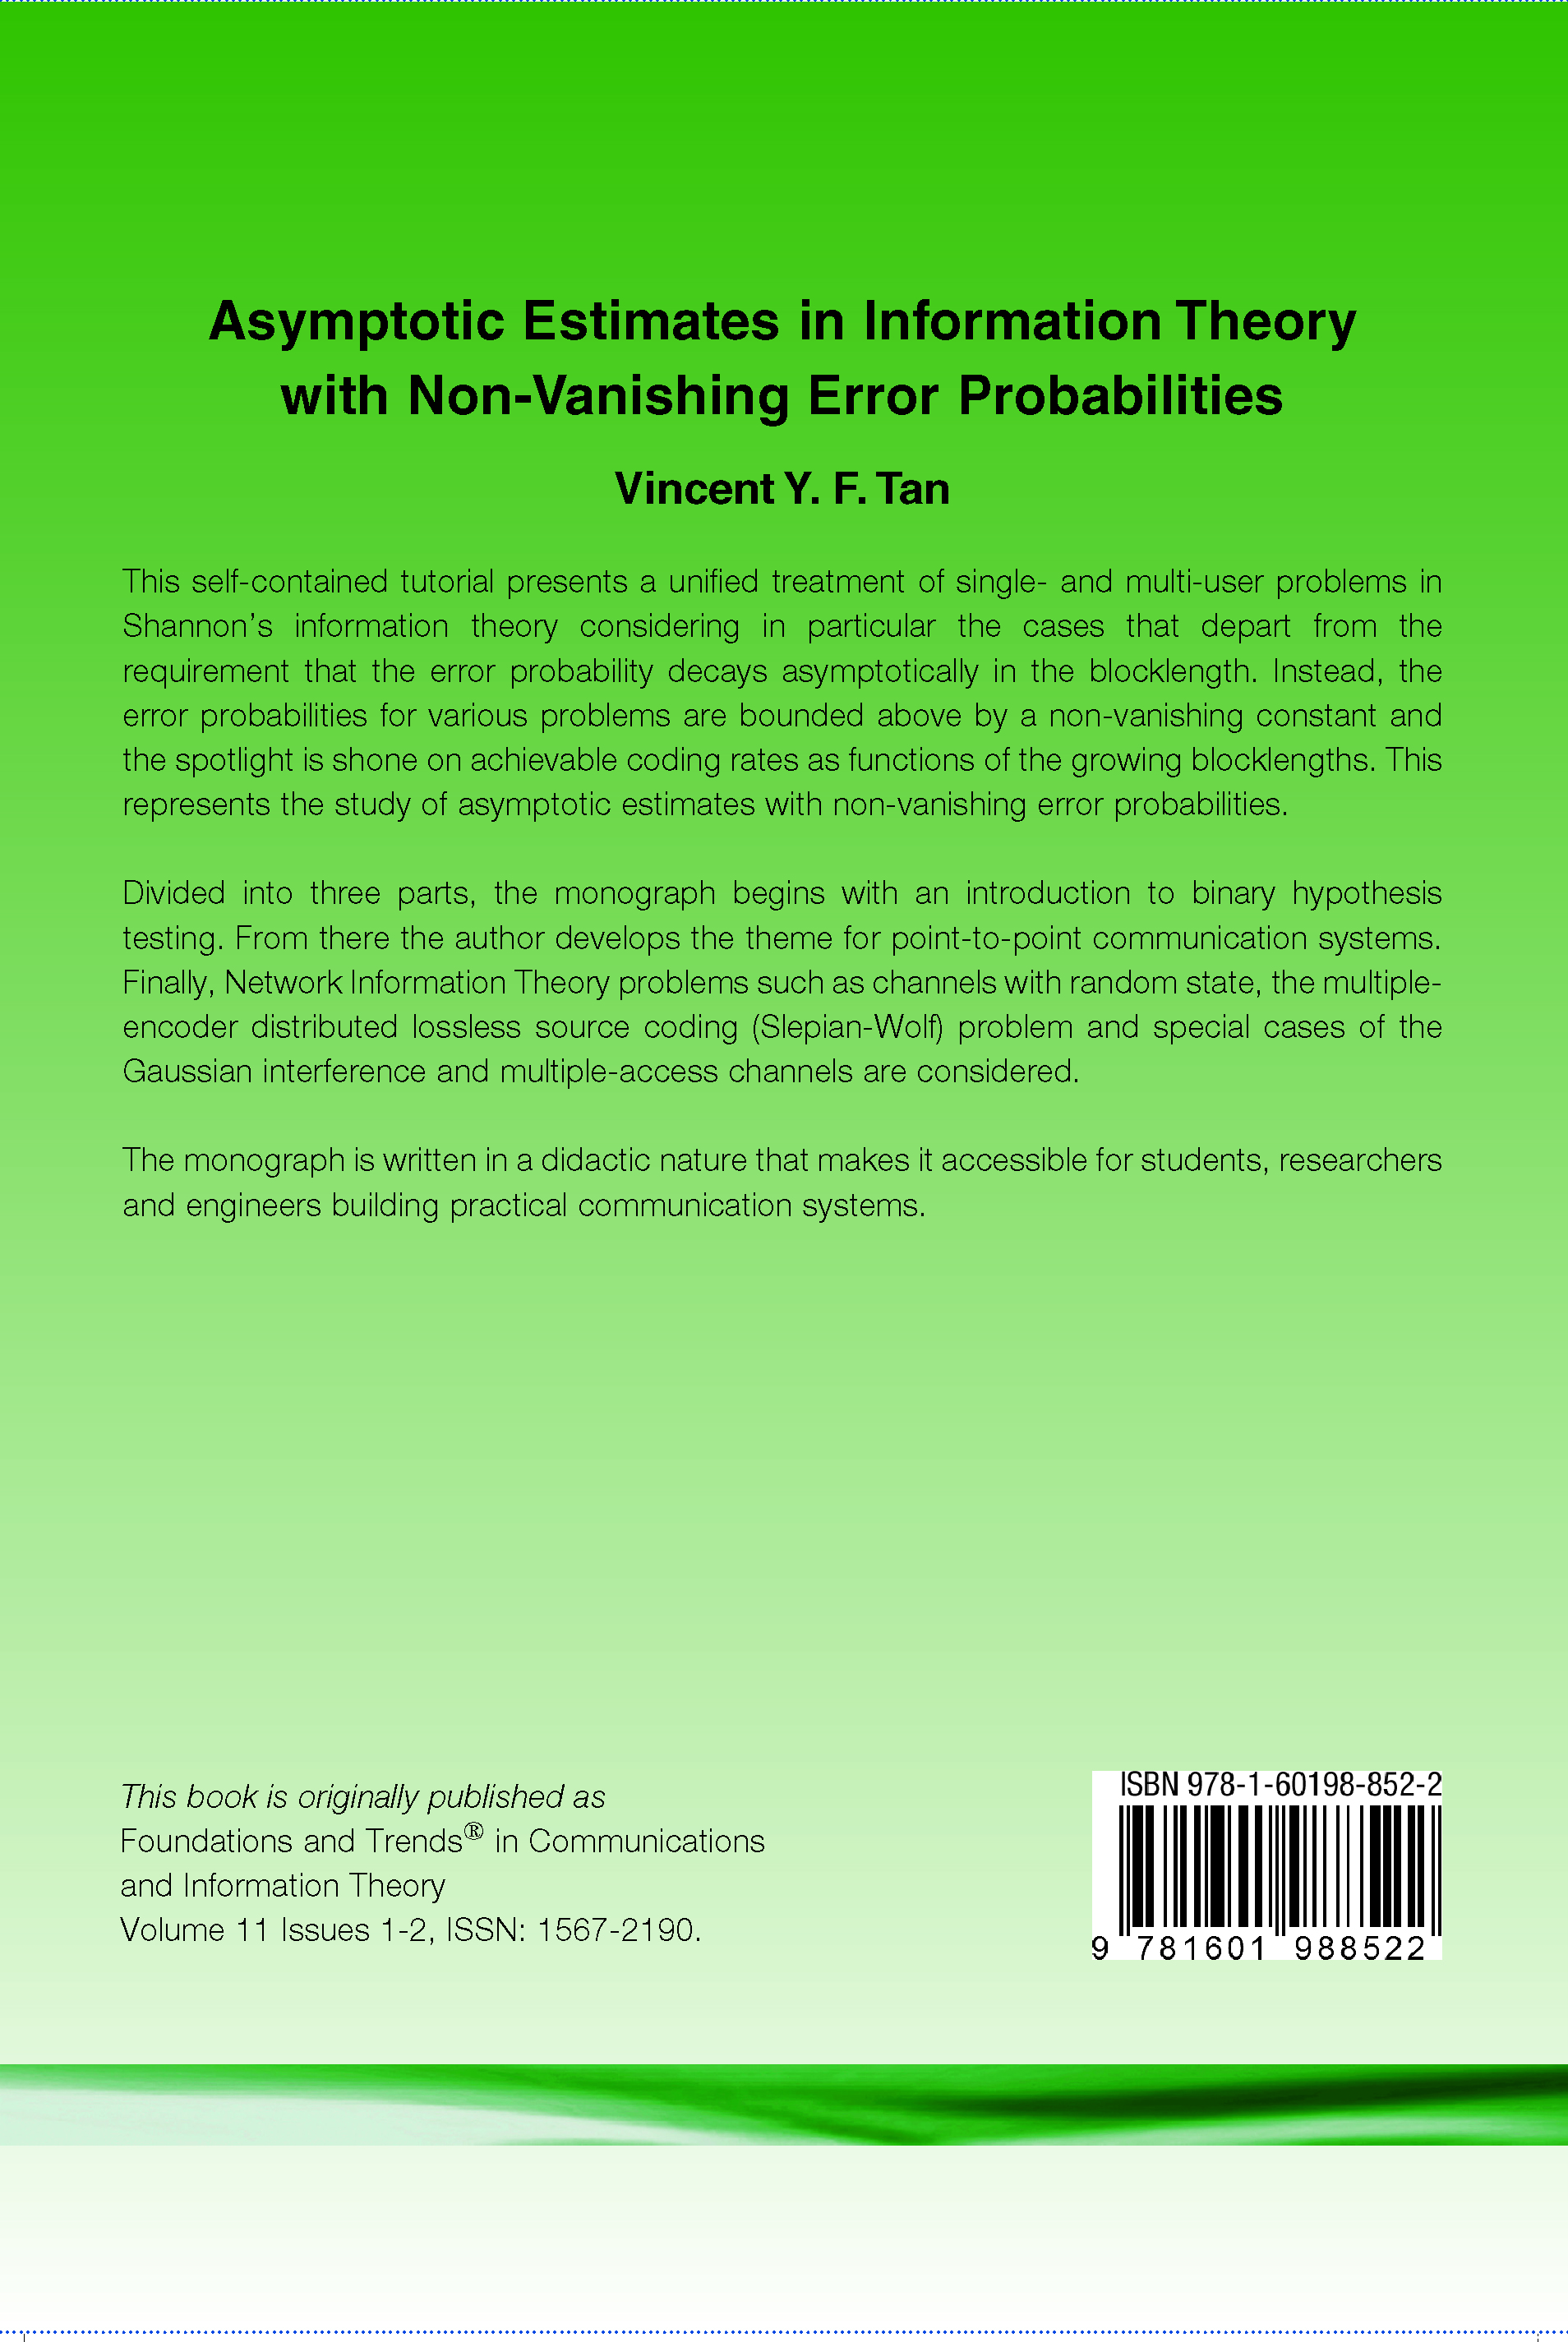 Asymptotic Estimates in Information Theory
with Non-Vanishing Error Probabilities
Vincent Y. F. Tan
This self-contained tutorial presents a unified treatment of single- and multi-user problems in
Shannon's information theory considering in particular the cases that depart from the
requirement that the error probability decays asymptotically in the blocklength. Instead, the
error probabilities for various problems are bounded above by a non-vanishing constant and
the spotlight is shone on achievable coding rates as functions of the growing blocklengths. This
represents the study of asymptotic estimates with non-vanishing error probabilities.
Divided into three parts, the monograph begins with an introduction to binary hypothesis
testing. From there the author develops the theme for point-to-point communication systems.
Finally, Network Information Theory problems such as channels with random state, the multiple-
encoder distributed lossless source coding (Slepian-Wolf) problem and special cases of the
Gaussian interference and multiple-access channels are considered.
The monograph is written in a didactic nature that makes it accessible for students, researchers
and engineers building practical communication systems.
This book is originally published as
Foundations and Trends® in Communications
and Information Theory
Volume 11 Issues 1-2, ISSN: 1567-2190.
ISBN 978-1-60198-852-2
9 781601 988522